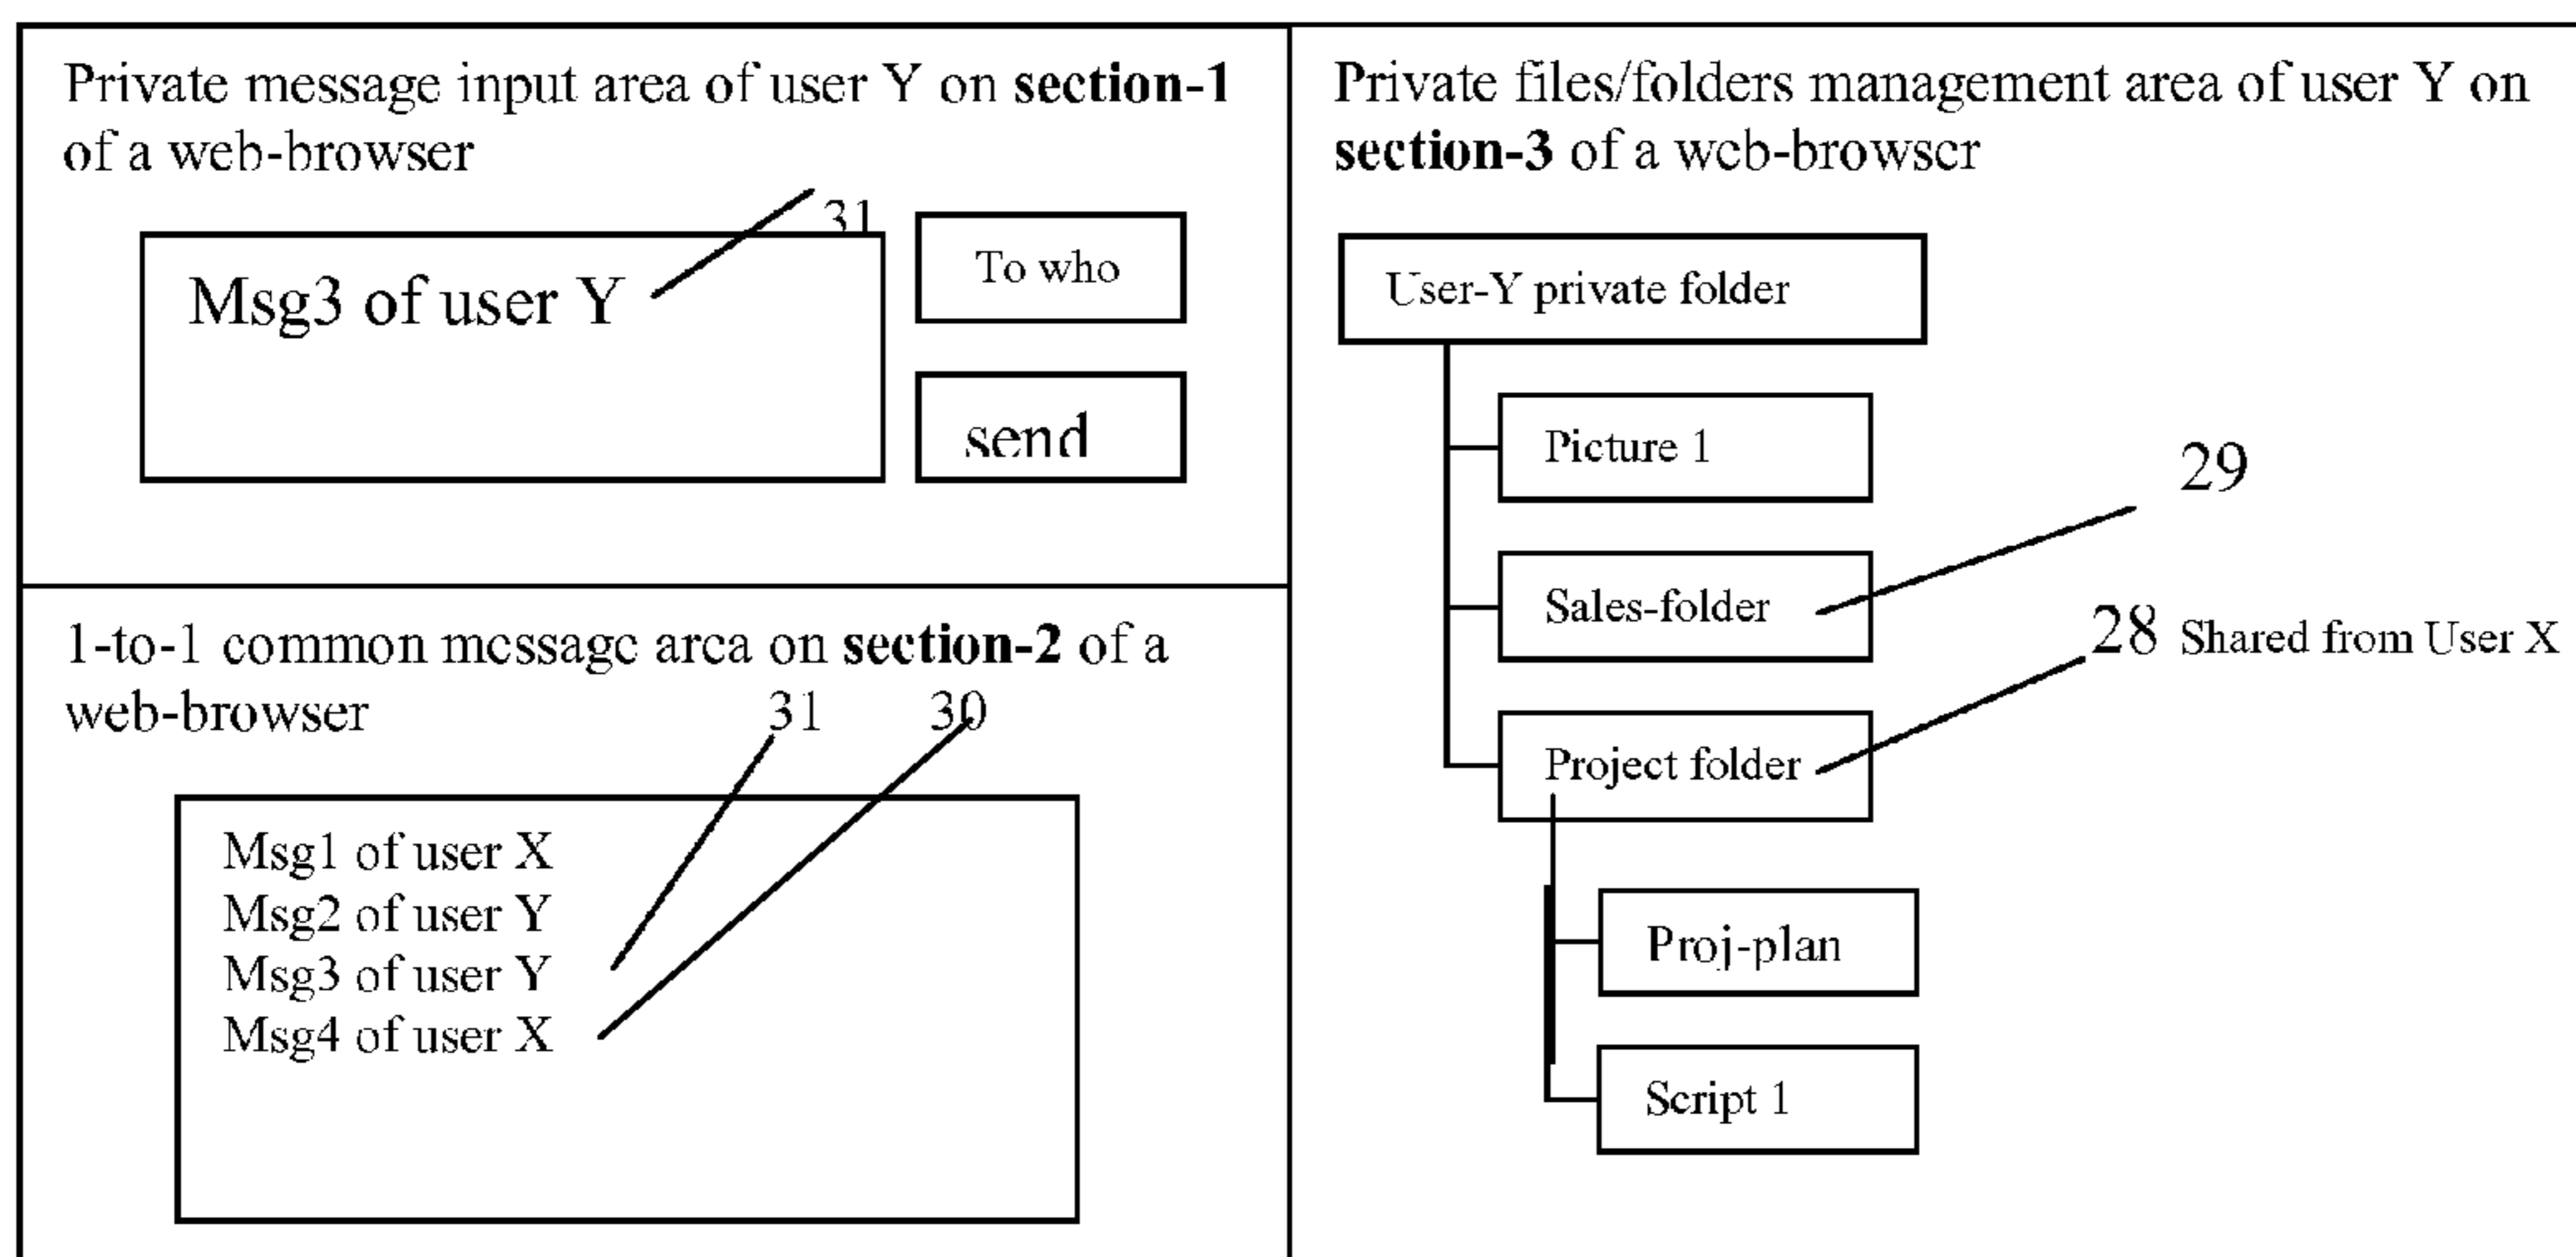 Private message input area of user Y on section-1
of a web-browser
31
Msg3 of user Y
To who
send
1-to-1 common message area on section-2 of a
web-browser
31 30
Msg1 of user X
Msg2 of user Y
Msg3 of user Y
Msg4 of user X
Private files/folders management area of user Y on
section-3 of a web-browser
User-Y private folder
Picture 1
29
Sales-folder
28 Shared from User X
Project folder
Proj-plan
Script 1